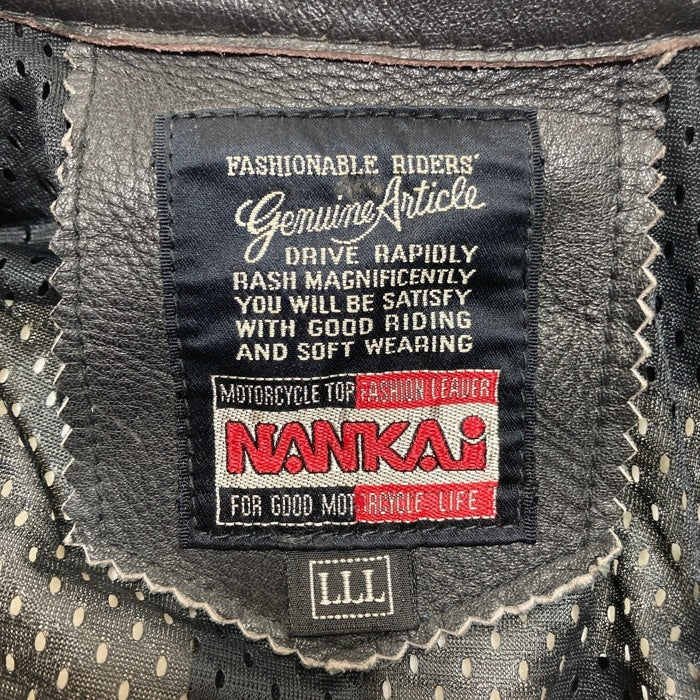 FASHIONABLE RIDERS'
Genuine Article
DRIVE RAPIDLY
RASH MAGNIFICENTLY
YOU WILL BE SATISFY
WITH GOOD RIDING
AND SOFT WEARING
MOTORCYCLE TOP FASHION LEADER
NANKAi
FOR GOOD MOTORCYCLE LIFE
LLL